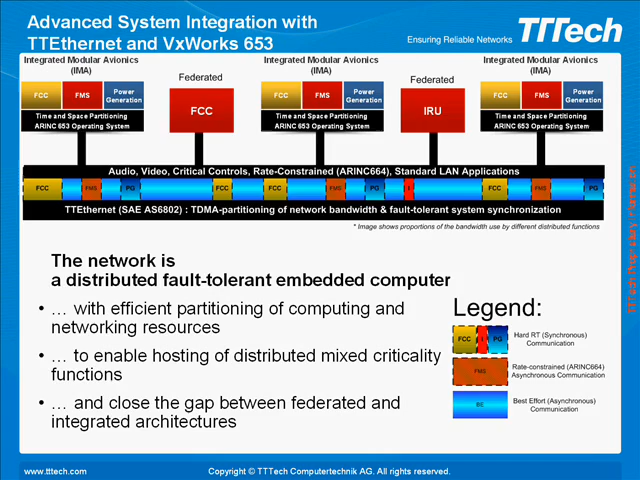 Advanced System Integration with
TTEthernet and VxWorks 653
Ensuring Reliable Networks
TTTech
Integrated Modular Avionics
(IMA)
FCC
FMS
Power
Generation
Time and Space Partitioning
ARINC 653 Operating System
Federated
FCC
Integrated Modular Avionics
(IMA)
FCC
FMS
Power
Generation
Time and Space Partitioning
ARINC 653 Operating System
Federated
IRU
Integrated Modular Avionics
(IMA)
FCC
FMS
Power
Generation
Time and Space Partitioning
ARINC 653 Operating System
Audio, Video, Critical Controls, Rate-Constrained (ARINC664), Standard LAN Applications
FCC FMS PG FCC FCC FMS PG I FCC FMS PG
TTEthernet (SAE AS6802) : TDMA-partitioning of network bandwidth & fault-tolerant system synchronization
* Image shows proportions of the bandwidth use by different distributed functions
The network is
a distributed fault-tolerant embedded computer
• … with efficient partitioning of computing and
networking resources
• … to enable hosting of distributed mixed criticality
functions
• … and close the gap between federated and
integrated architectures
Legend:
FCC I PG
Hard RT (Synchronous)
Communication
FMS
Rate-constrained (ARINC664)
Asynchronous Communication
BE
Best Effort (Asynchronous)
Communication
TTTech Proprietary Information
www.tttech.com
Copyright © TTTech Computertechnik AG. All rights reserved.